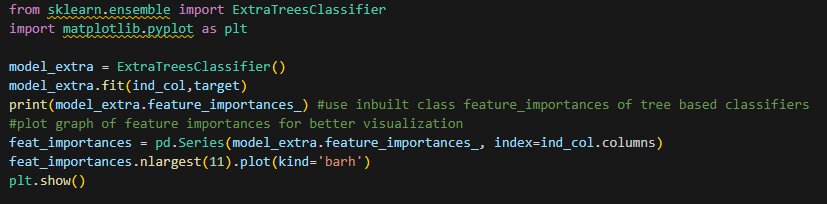 from sklearn.ensemble import ExtraTreesClassifier
import matplotlib.pyplot as plt
model_extra = ExtraTreesClassifier()
model_extra.fit(ind_col,target)
print(model_extra.feature_importances_) #use inbuilt class feature_importances of tree based classifiers
#plot graph of feature importances for better visualization
feat_importances = pd.Series(model_extra.feature_importances_, index=ind_col.columns)
feat_importances.nlargest(11).plot(kind='barh')
plt.show()